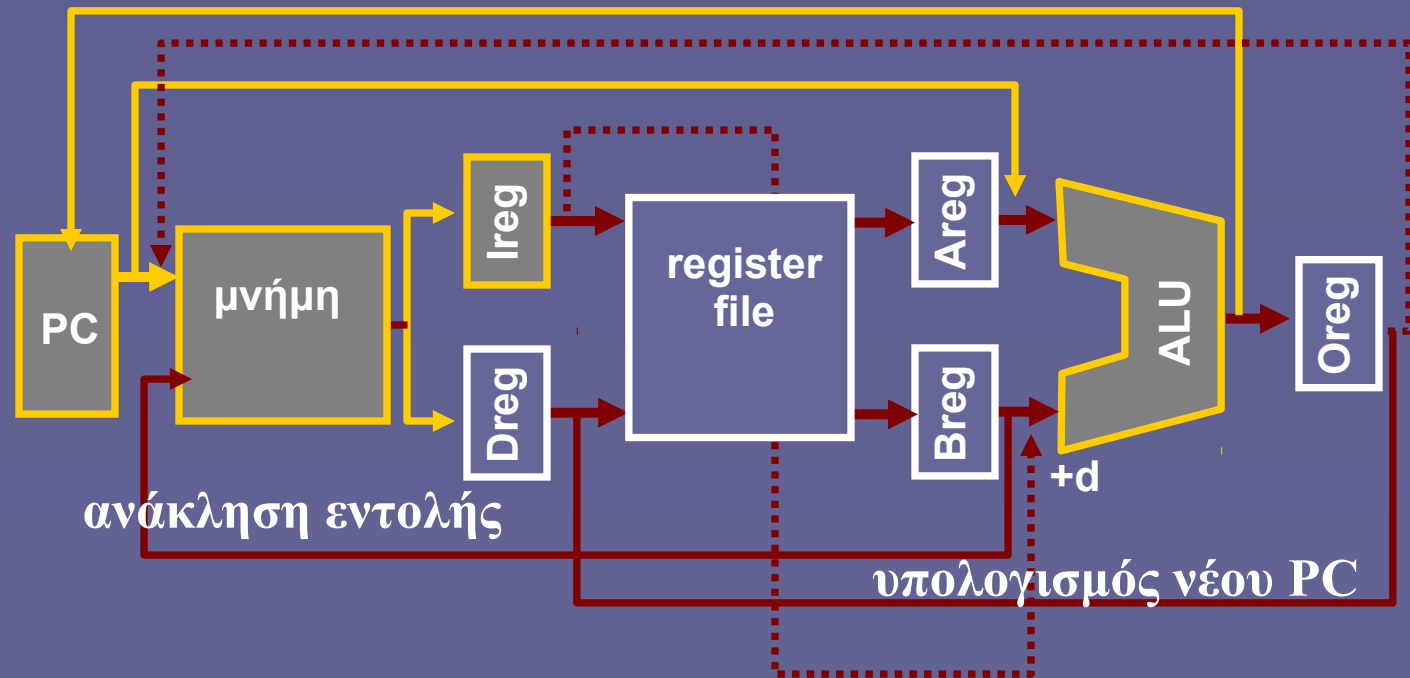 PC
μνήμη
Ireg
Dreg
register
file
Areg
Breg
ALU
+d
Oreg
ανάκληση εντολής
υπολογισμός νέου PC